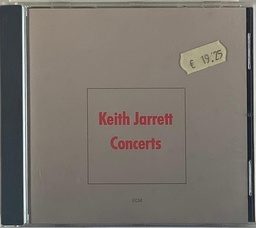 € 19.25
Keith Jarrett
Concerts
ECM